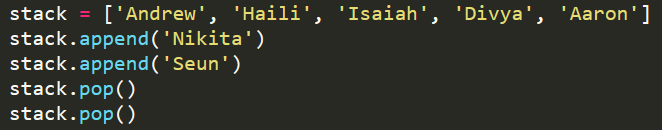 stack = ['Andrew', 'Haili', 'Isaiah', 'Divya', 'Aaron']
stack.append('Nikita')
stack.append('Seun')
stack.pop()
stack.pop()